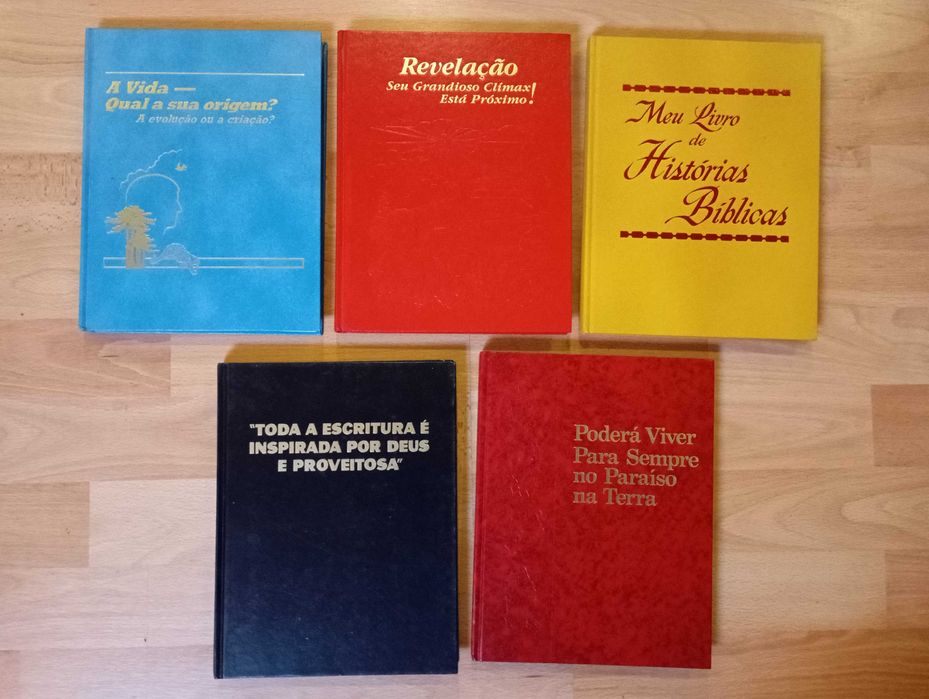 A Vida —
Qual a sua origem?
A evolução ou a criação?
Revelação
Seu Grandioso Clímax
Está Próximo!
Meu Livro
de
Histórias
Bíblicas
"TODA A ESCRITURA É
INSPIRADA POR DEUS
E PROVEITOSA"
Poderá Viver
Para Sempre
no Paraíso
na Terra